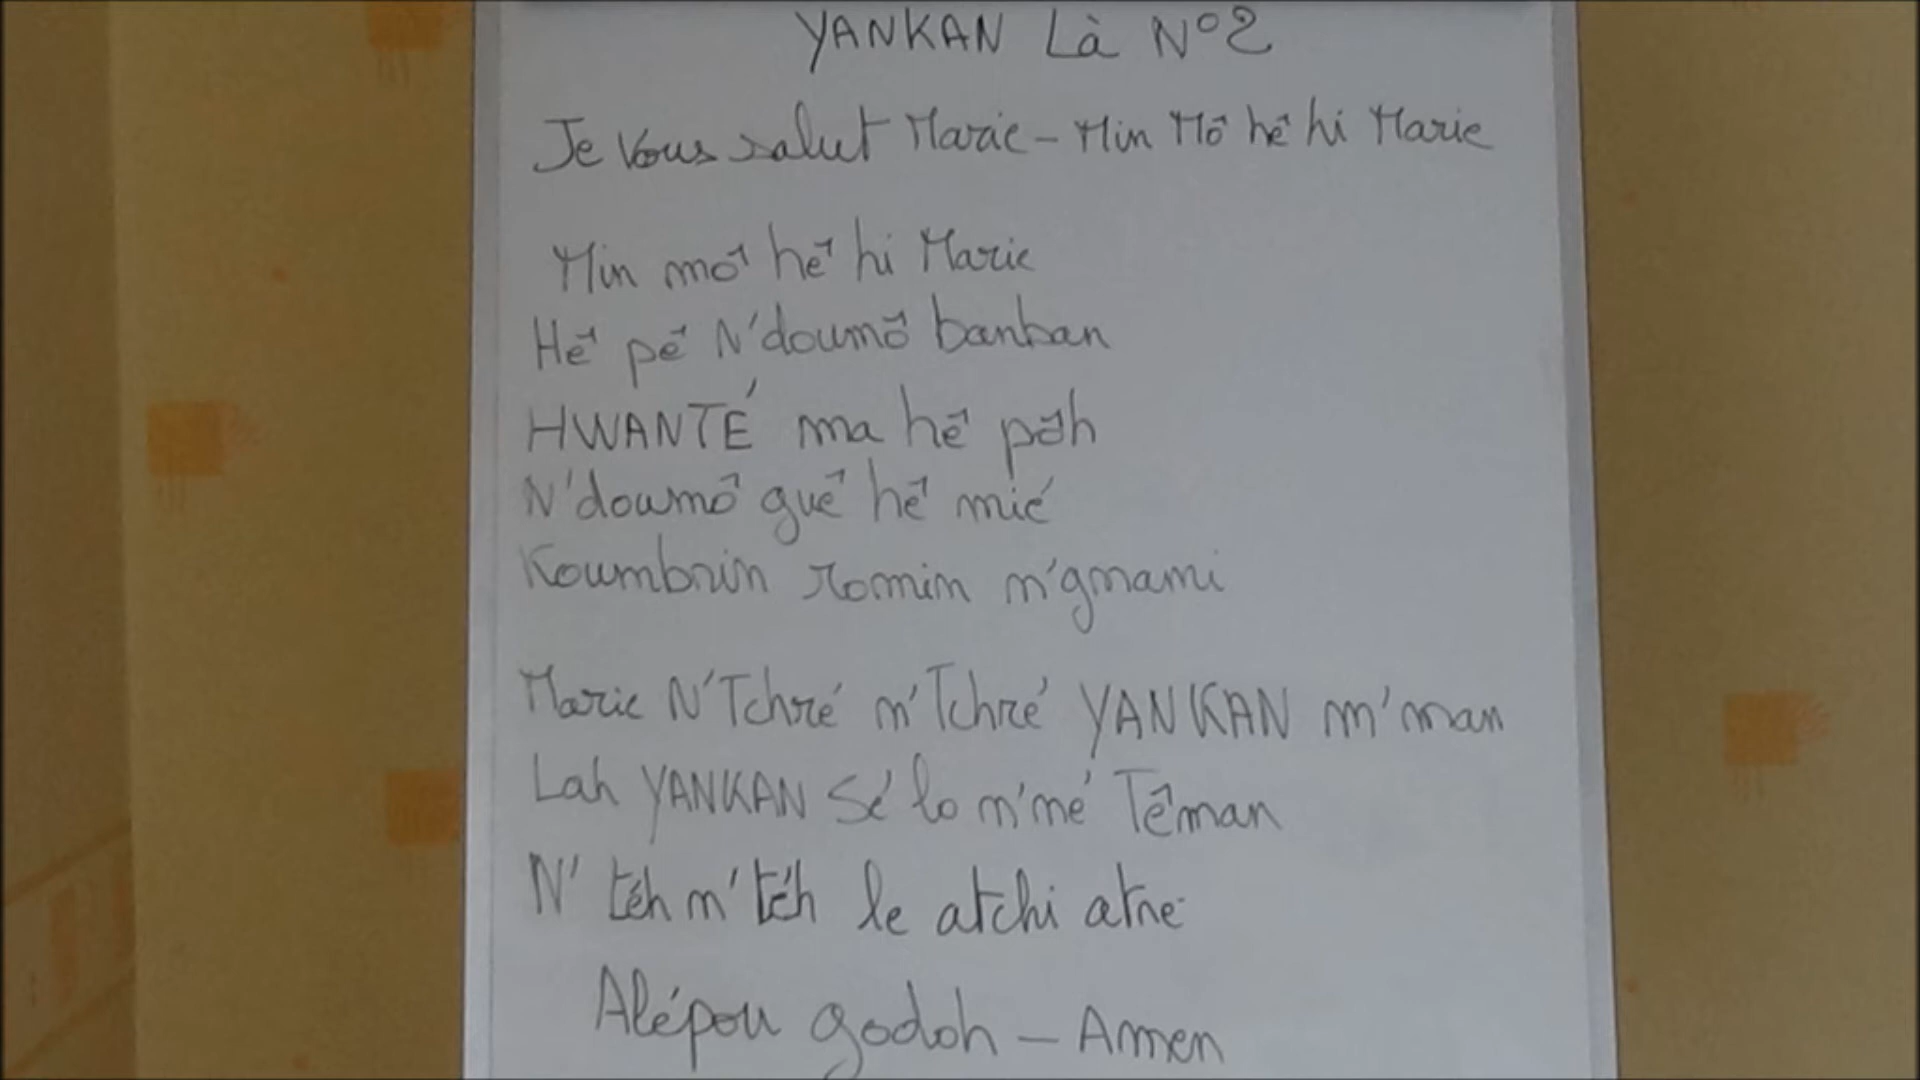 YANKAN Là N°2
Je Vous salut Marie - Min Mô hê hi Marie
Min mô hê hi Marie
Hê pê N'doumô banban
HWANTÉ ma hê pôh
N'doumô guê hê mié
Koumbrin romin m'gnami
Marie N'Tchré m'Tchré YANKAN m'man
Lah YANKAN Sé lo m'mé Têman
N' téh m' téh le atchi atre
Alépou godoh - Amen